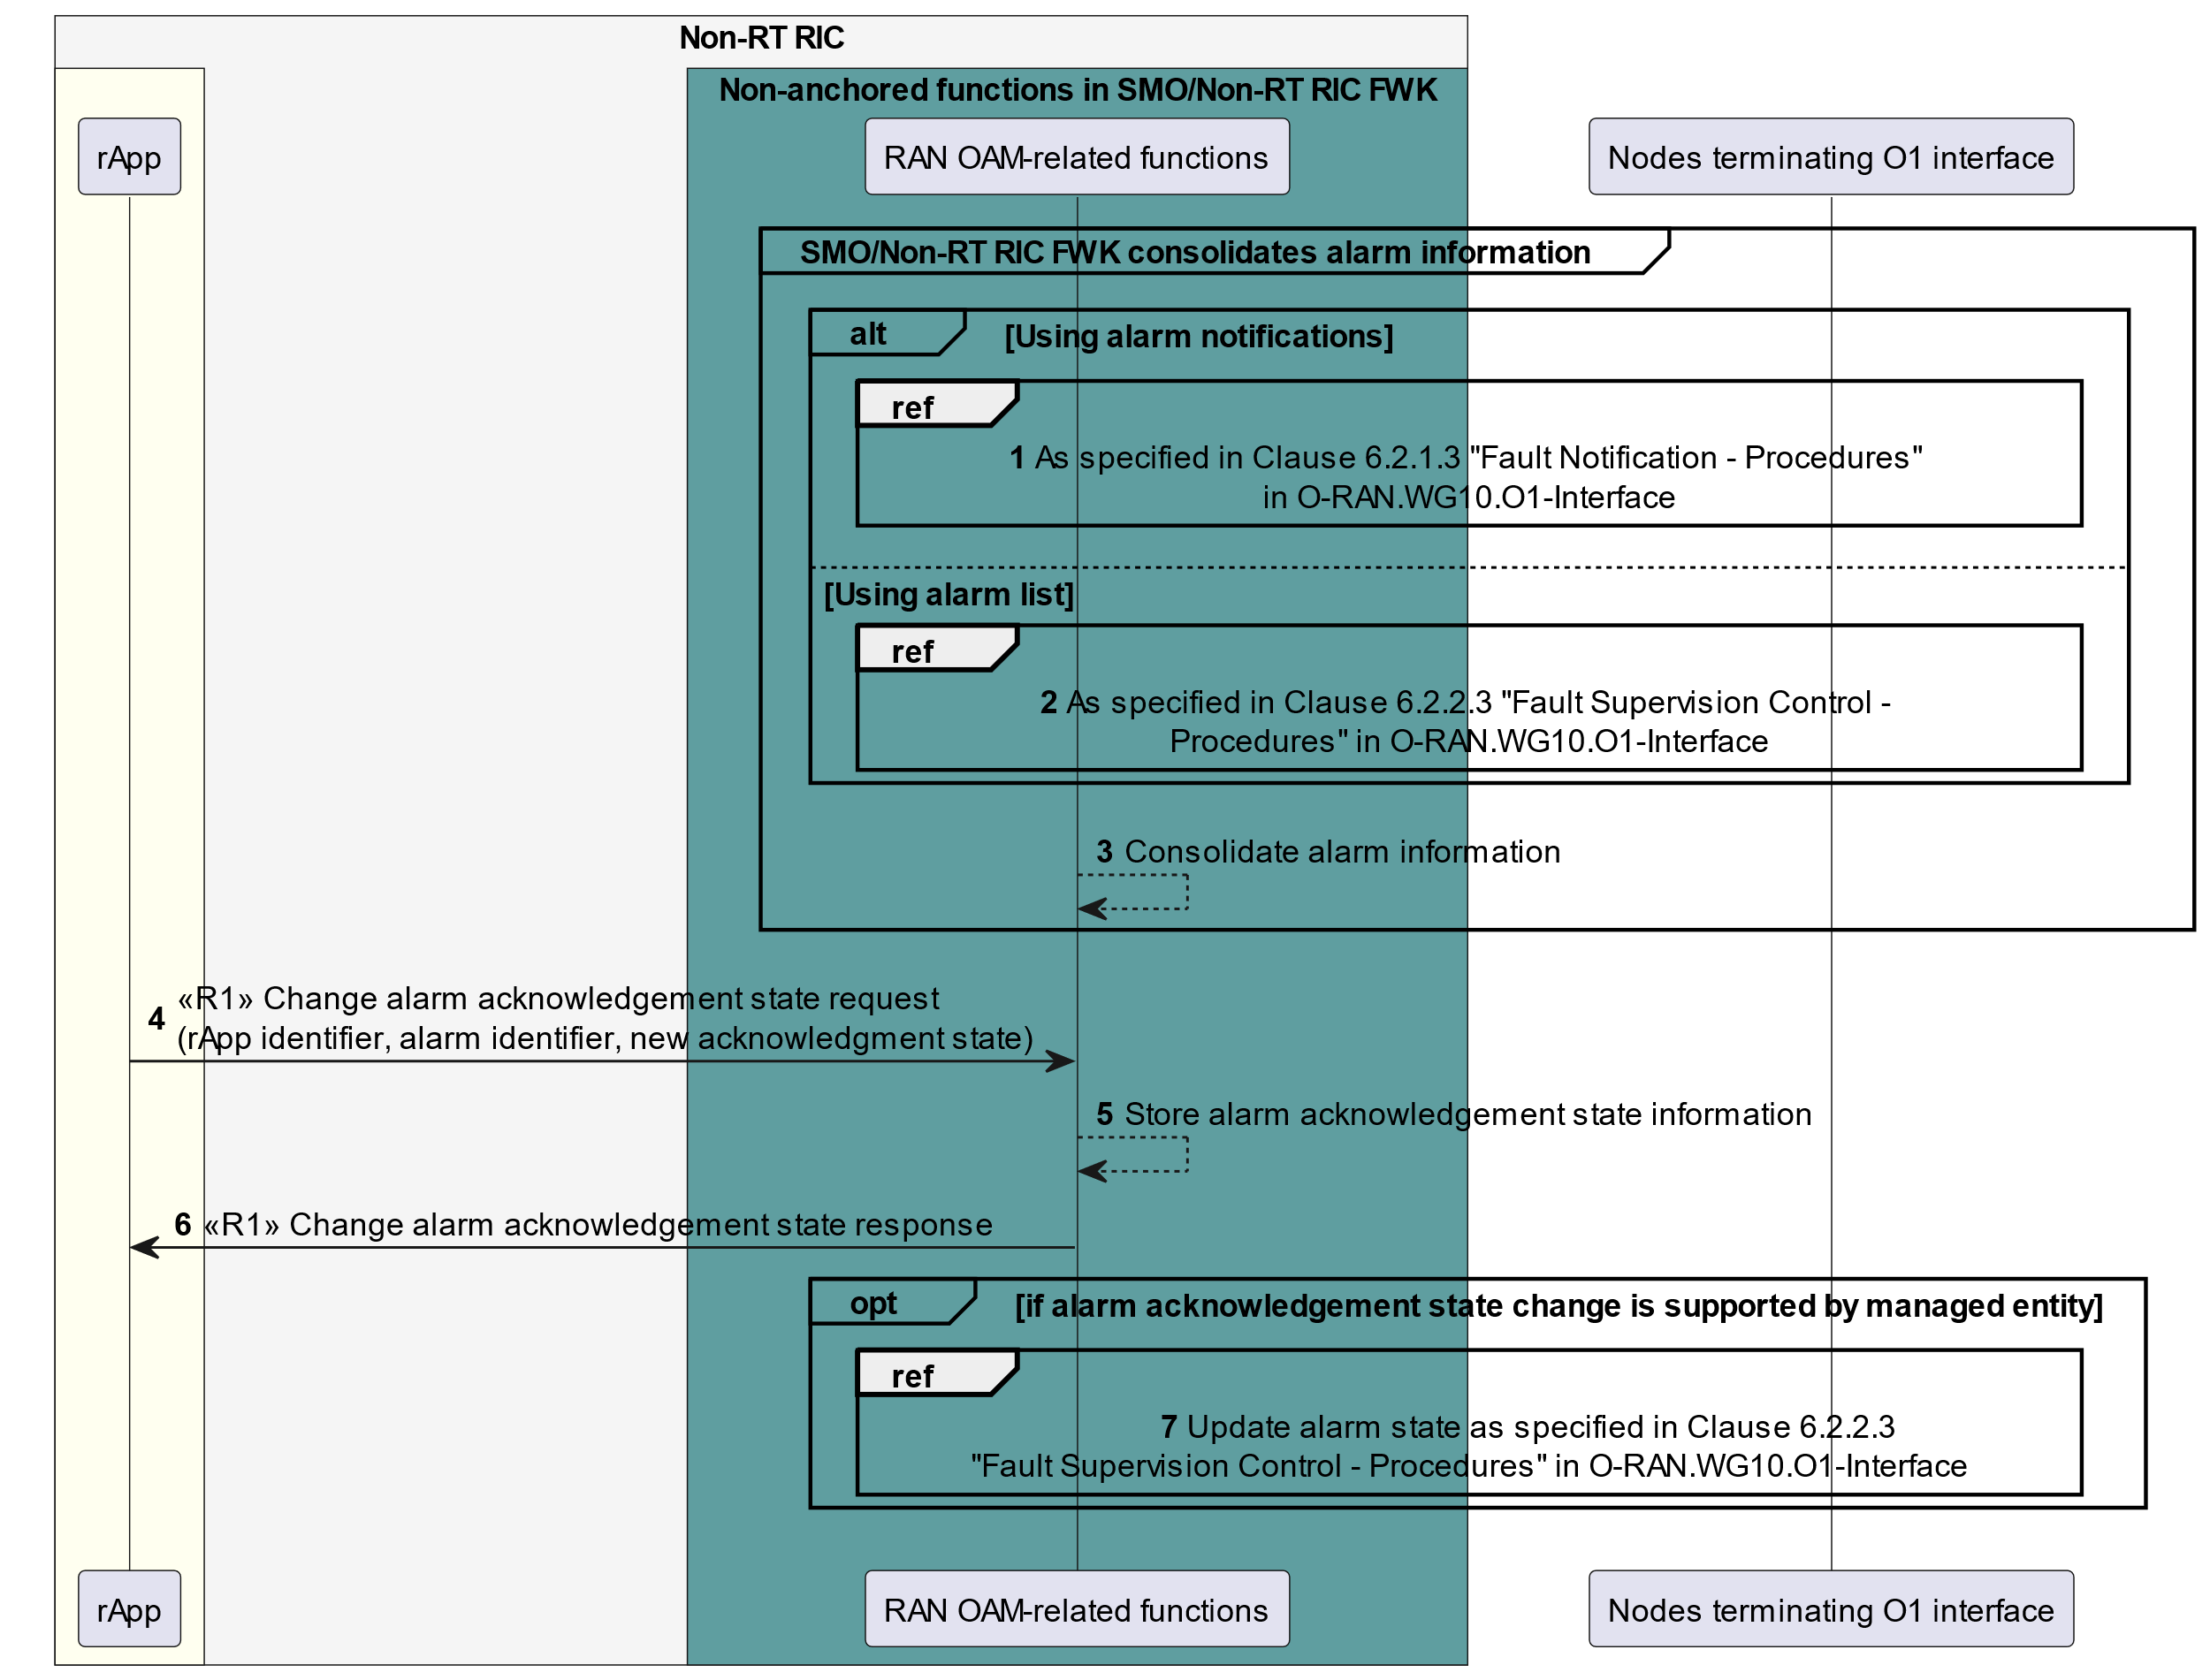 Non-RT RIC
Non-anchored functions in SMO/Non-RT RIC FWK
rApp
RAN OAM-related functions
Nodes terminating O1 interface
SMO/Non-RT RIC FWK consolidates alarm information
alt
[Using alarm notifications]
ref
1 As specified in Clause 6.2.1.3 "Fault Notification - Procedures"
in O-RAN.WG10.O1-Interface
[Using alarm list]
ref
2 As specified in Clause 6.2.2.3 "Fault Supervision Control -
Procedures" in O-RAN.WG10.O1-Interface
3 Consolidate alarm information
4 «R1» Change alarm acknowledgement state request
(rApp identifier, alarm identifier, new acknowledgment state)
5 Store alarm acknowledgement state information
6 «R1» Change alarm acknowledgement state response
opt
[if alarm acknowledgement state change is supported by managed entity]
ref
7 Update alarm state as specified in Clause 6.2.2.3
"Fault Supervision Control - Procedures" in O-RAN.WG10.O1-Interface
rApp
RAN OAM-related functions
Nodes terminating O1 interface